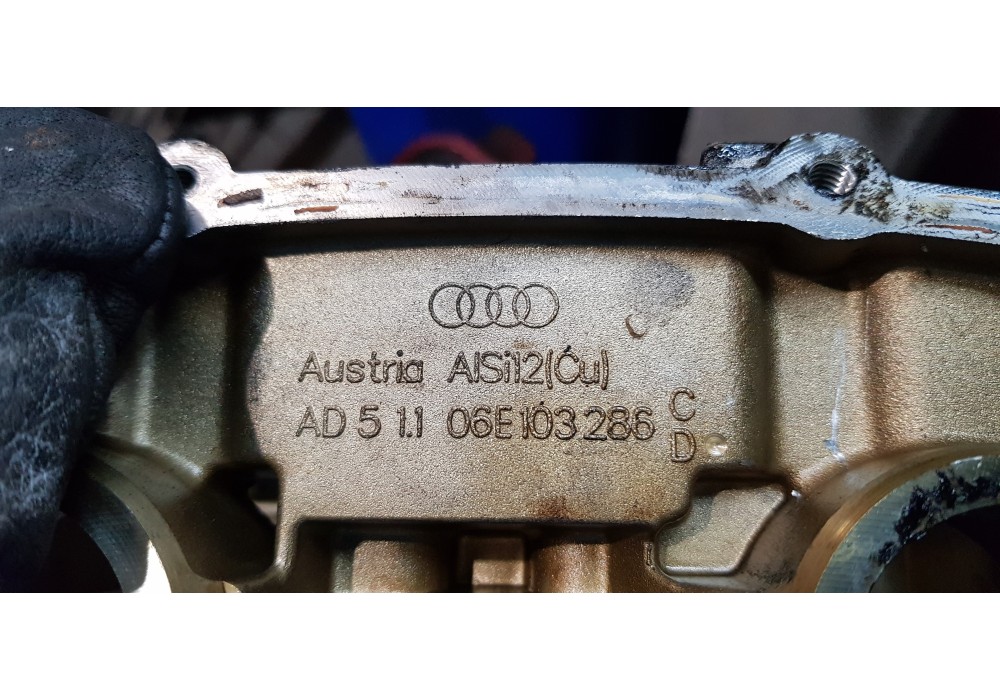 Austria AlSi12(Cu)
AD 5 1.1 06E103286 C
D